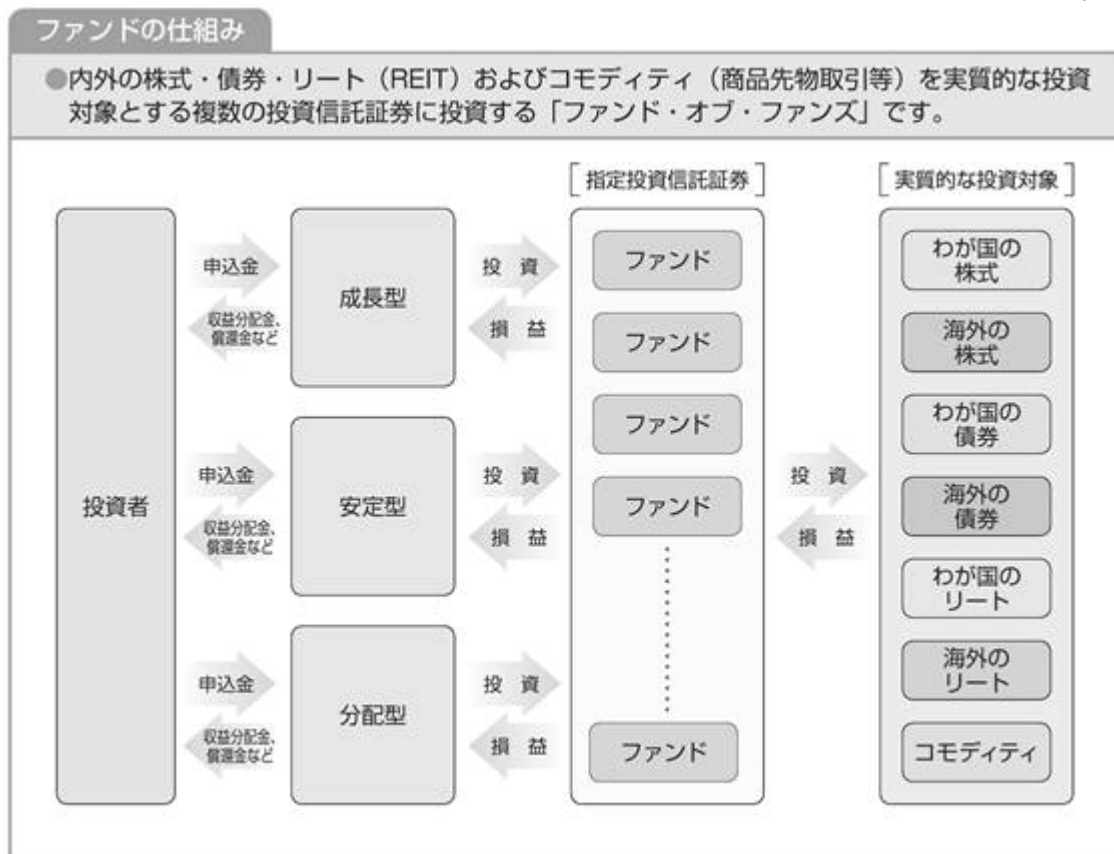 ファンドの仕組み
●内外の株式・債券・リート（REIT）およびコモディティ（商品先物取引等）を実質的な投資
対象とする複数の投資信託証券に投資する「ファンド・オブ・ファンズ」です。
指定投資信託証券
実質的な投資対象
投資者
申込金
収益分配金、
償還金など
成長型
投　資
損　益
申込金
収益分配金、
償還金など
安定型
投　資
損　益
申込金
収益分配金、
償還金など
分配型
投　資
損　益
ファンド
ファンド
ファンド
ファンド
ファンド
投　資
損　益
わが国の
株式
海外の
株式
わが国の
債券
海外の
債券
わが国の
リート
海外の
リート
コモディティ